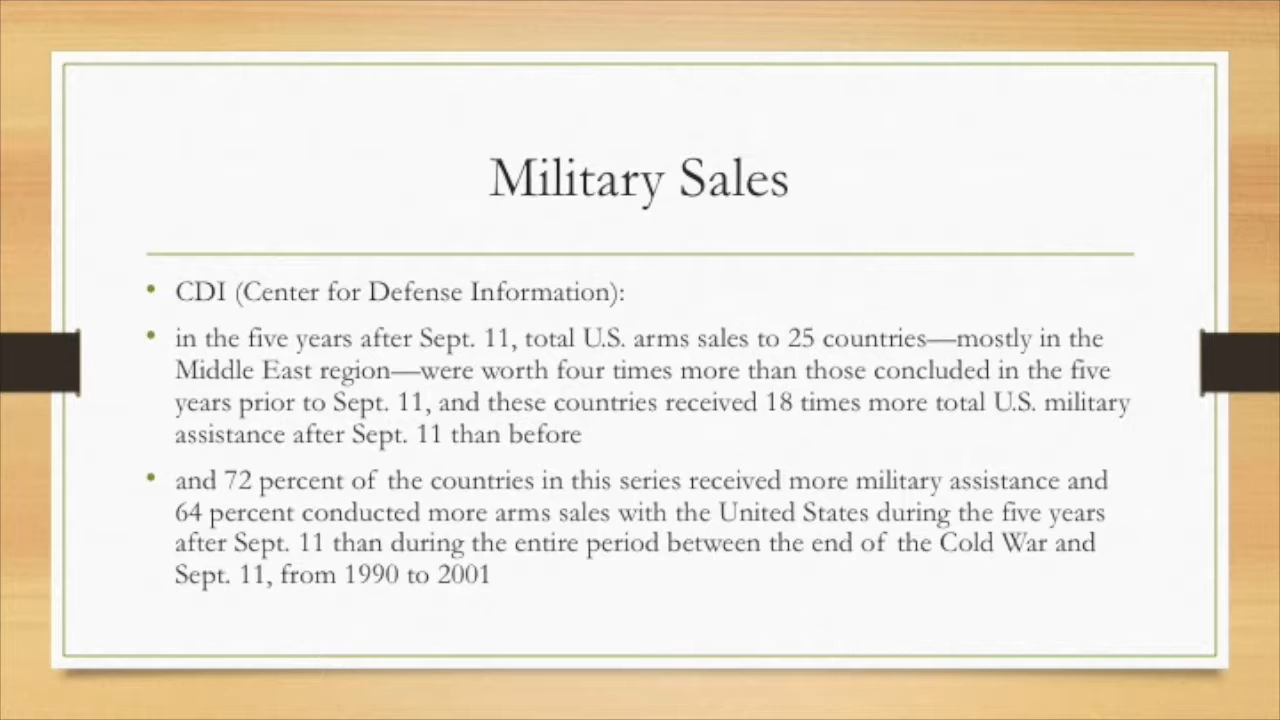 Military Sales
• CDI (Center for Defense Information):
• in the five years after Sept. 11, total U.S. arms sales to 25 countries—mostly in the
Middle East region—were worth four times more than those concluded in the five
years prior to Sept. 11, and these countries received 18 times more total U.S. military
assistance after Sept. 11 than before
• and 72 percent of the countries in this series received more military assistance and
64 percent conducted more arms sales with the United States during the five years
after Sept. 11 than during the entire period between the end of the Cold War and
Sept. 11, from 1990 to 2001